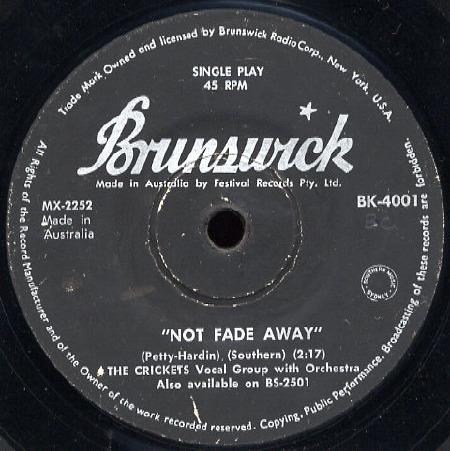 Trade Mark Owned and licensed by Brunswick Radio Corp., New York, U.S.A.
SINGLE PLAY
45 RPM
Brunswick
Made in Australia by Festival Records Pty. Ltd.
MX-2252
Made in
Australia
BK-4001
SOUTHERN MUSIC
SYDNEY
"NOT FADE AWAY"
(Petty-Hardin) (Southern) (2:17)
THE CRICKETS Vocal Group with Orchestra
Also available on BS-2501
All Rights of the Record Manufacturer and of the Owner of the work recorded reserved. Copying, Public Performance, Broadcasting of these records are forbidden.